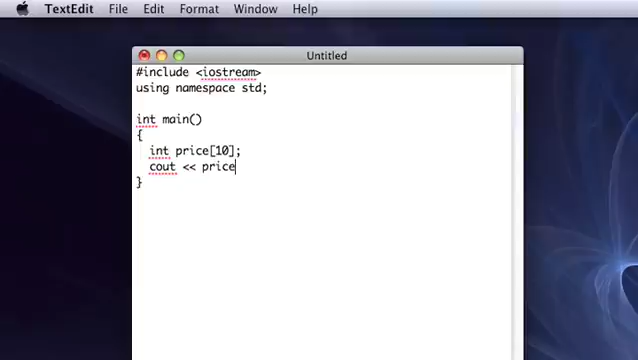 TextEdit File Edit Format Window Help
Untitled
#include <iostream>
using namespace std;
int main()
{
int price[10];
cout << price
}